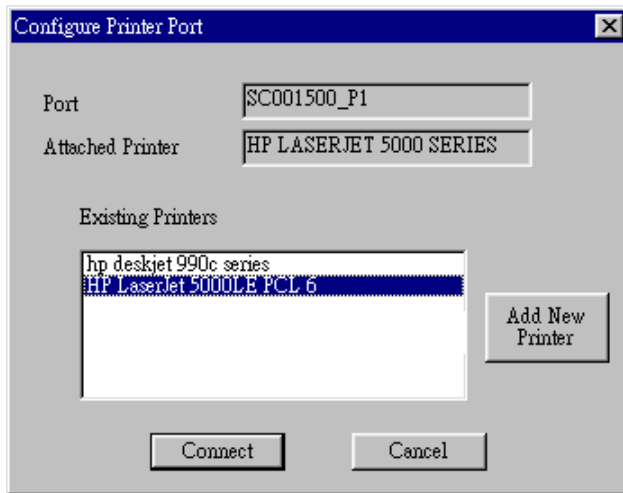 Configure Printer Port
Port
SC001500_P1
Attached Printer
HP LASERJET 5000 SERIES
Existing Printers
hp deskjet 990c series
HP LaserJet 5000LE PCL 6
Add New
Printer
Connect
Cancel